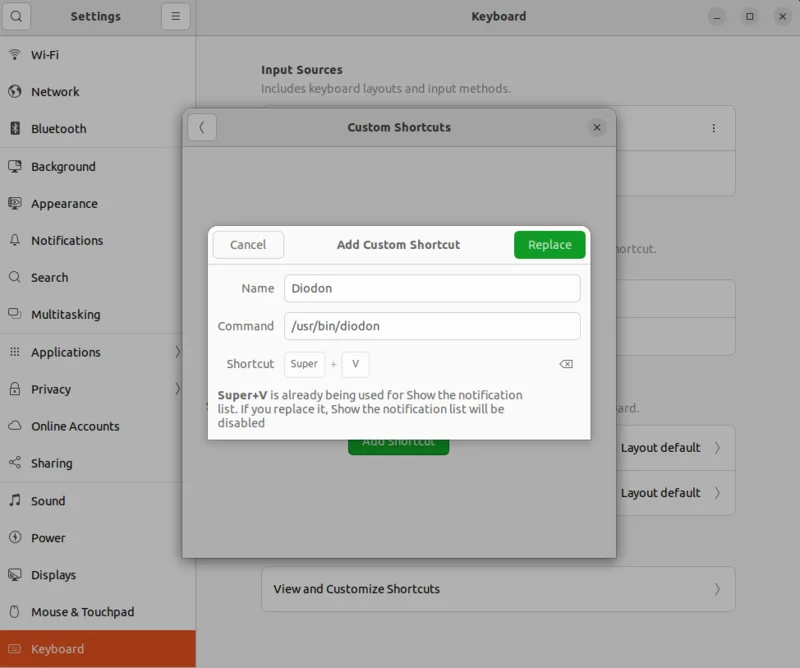 Settings
Keyboard
Wi-Fi
Network
Bluetooth
Background
Appearance
Notifications
Search
Multitasking
Applications
Privacy
Online Accounts
Sharing
Sound
Power
Displays
Mouse & Touchpad
Keyboard
Input Sources
Includes keyboard layouts and input methods.
Custom Shortcuts
Cancel
Add Custom Shortcut
Replace
Name
Diodon
Command
/usr/bin/diodon
Shortcut
Super + V
Super+V is already being used for Show the notification
list. If you replace it, Show the notification list will be
disabled
Add Shortcut
Layout default
Layout default
View and Customize Shortcuts